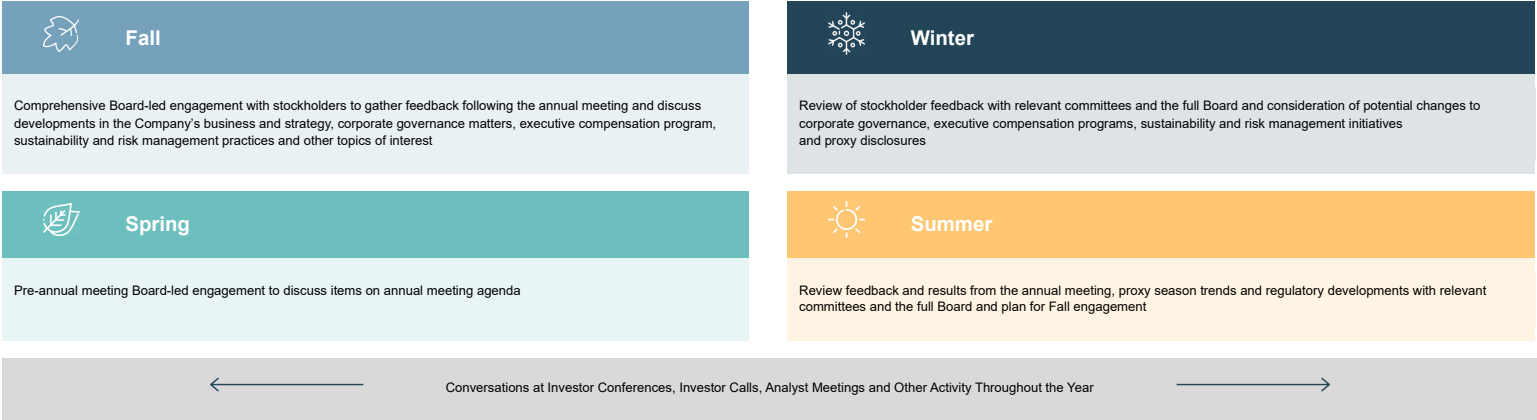 Fall
Comprehensive Board-led engagement with stockholders to gather feedback following the annual meeting and discuss
developments in the Company’s business and strategy, corporate governance matters, executive compensation program,
sustainability and risk management practices and other topics of interest
Winter
Review of stockholder feedback with relevant committees and the full Board and consideration of potential changes to
corporate governance, executive compensation programs, sustainability and risk management initiatives
and proxy disclosures
Spring
Pre-annual meeting Board-led engagement to discuss items on annual meeting agenda
Summer
Review feedback and results from the annual meeting, proxy season trends and regulatory developments with relevant
committees and the full Board and plan for Fall engagement
Conversations at Investor Conferences, Investor Calls, Analyst Meetings and Other Activity Throughout the Year